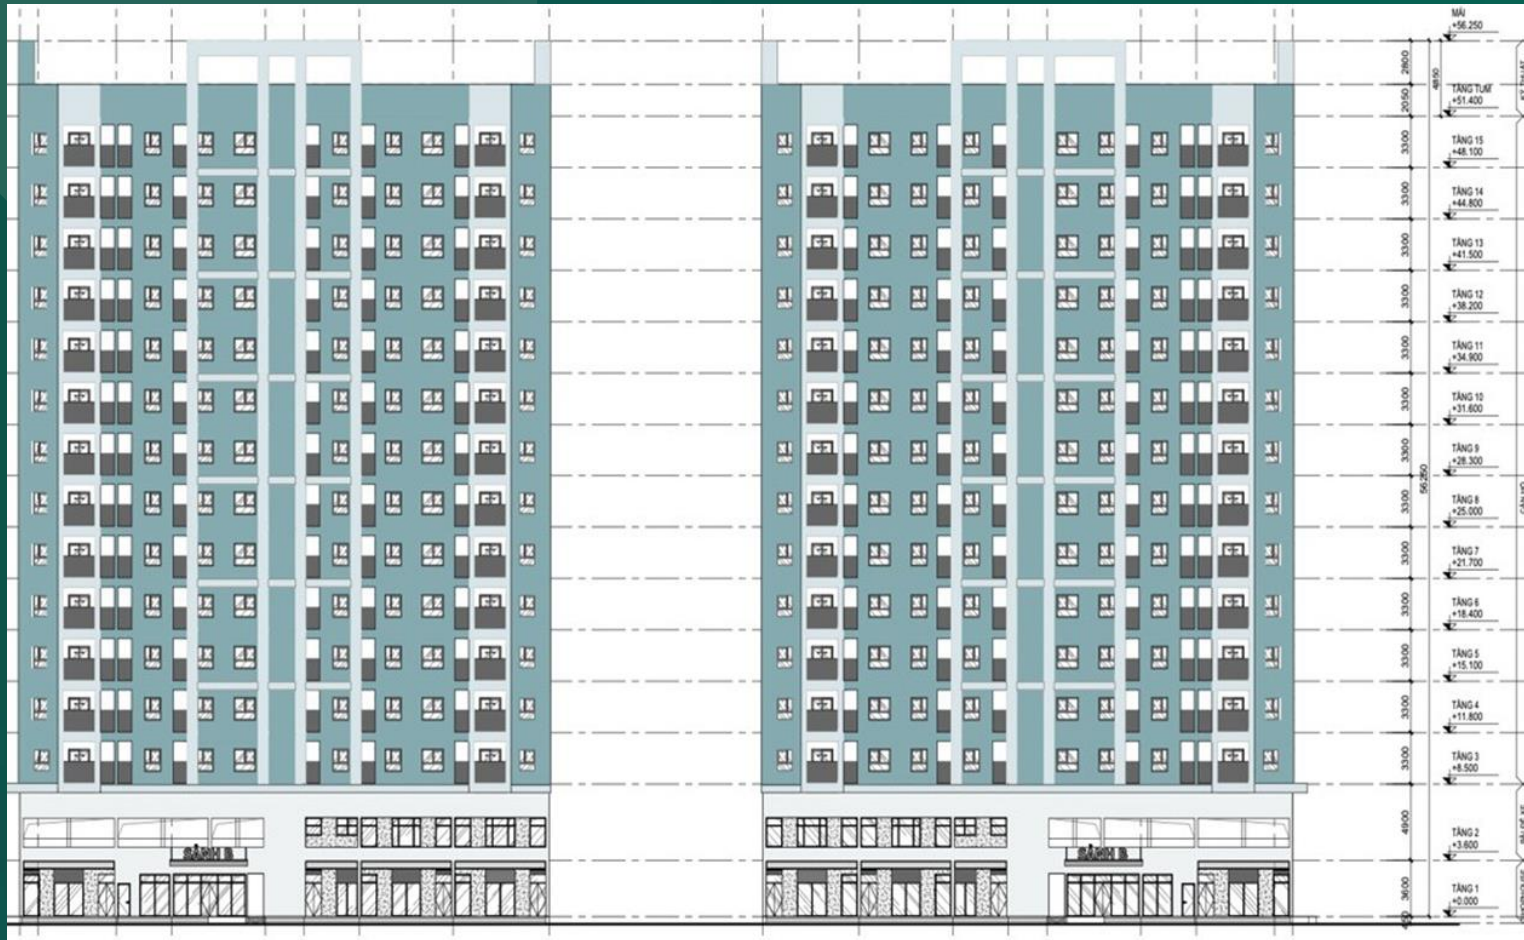 MÁI
+56.250
2800
4850
TẦNG TUM
+51.400
2050
TẦNG 15
+48.100
3300
TẦNG 14
+44.800
3300
TẦNG 13
+41.500
3300
TẦNG 12
+38.200
3300
TẦNG 11
+34.900
3300
TẦNG 10
+31.600
3300
TẦNG 9
+28.300
3300
56250
TẦNG 8
+25.000
3300
TẦNG 7
+21.700
3300
TẦNG 6
+18.400
3300
TẦNG 5
+15.100
3300
TẦNG 4
+11.800
3300
TẦNG 3
+8.500
3300
4900
TẦNG 2
+3.600
SẢNH B
SẢNH B
3600
TẦNG 1
+0.000